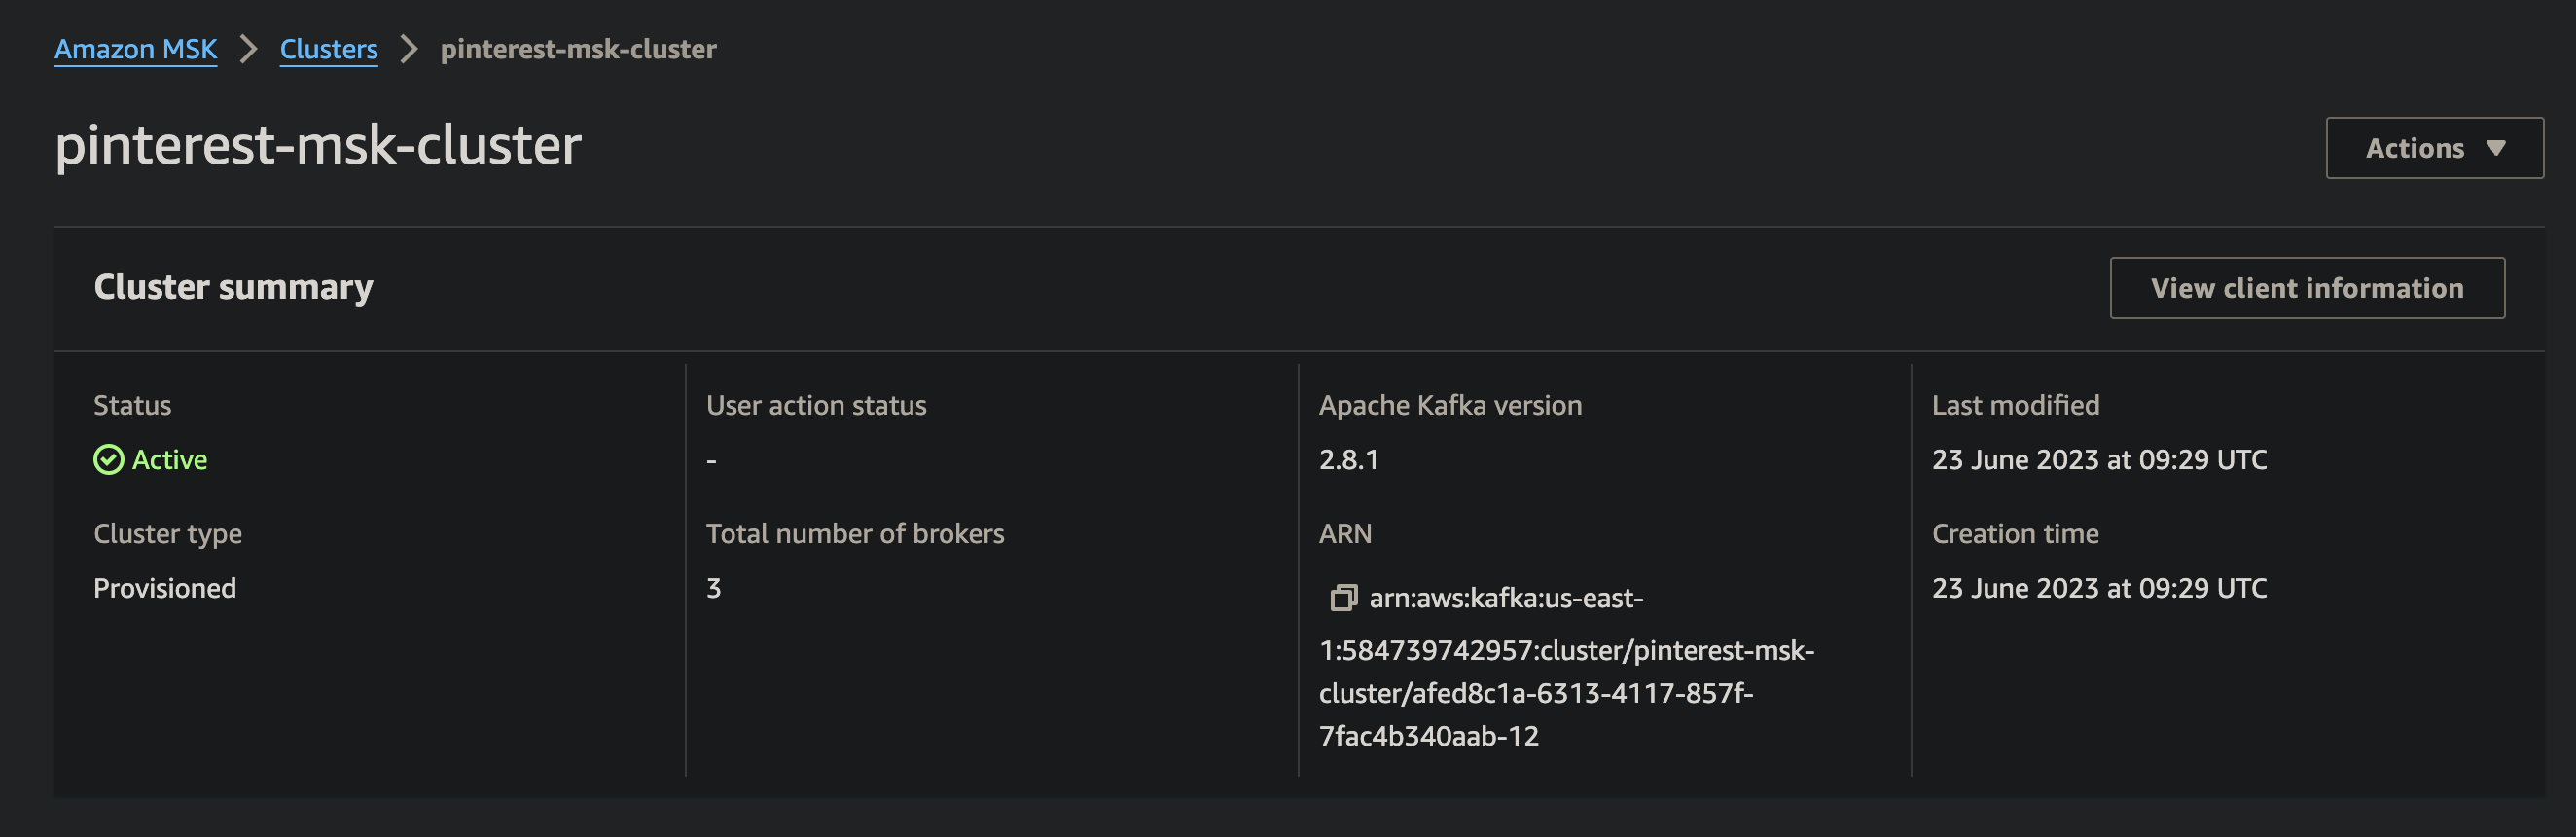 Amazon MSK > Clusters > pinterest-msk-cluster
pinterest-msk-cluster
Actions
Cluster summary
View client information
Status
Active
Cluster type
Provisioned
User action status
-
Total number of brokers
3
Apache Kafka version
2.8.1
ARN
arn:aws:kafka:us-east-
1:584739742957:cluster/pinterest-msk-
cluster/afed8c1a-6313-4117-857f-
7fac4b340aab-12
Last modified
23 June 2023 at 09:29 UTC
Creation time
23 June 2023 at 09:29 UTC